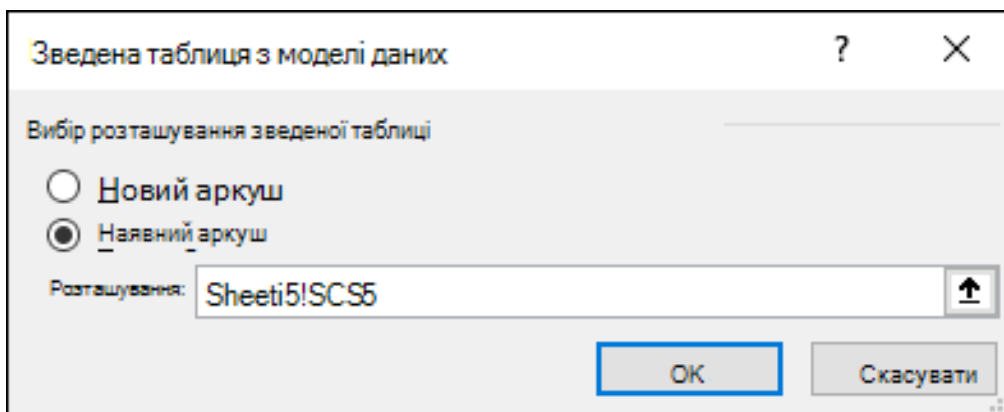 Зведена таблиця з моделі даних
Вибір розташування зведеної таблиці
Новий аркуш
Наявний аркуш
Розташування: Sheeti5!SCS5
OK Скасувати